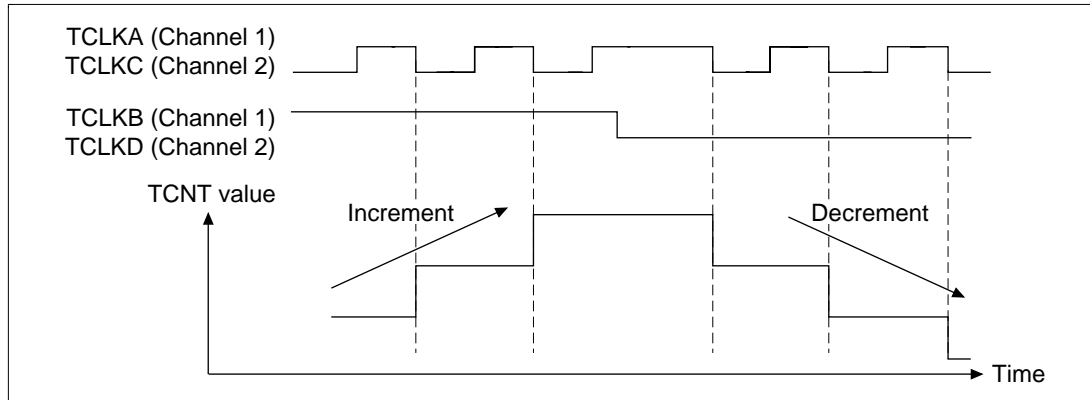 TCLKA (Channel 1)
TCLKC (Channel 2)
TCLKB (Channel 1)
TCLKD (Channel 2)
TCNT value
Increment
Decrement
Time